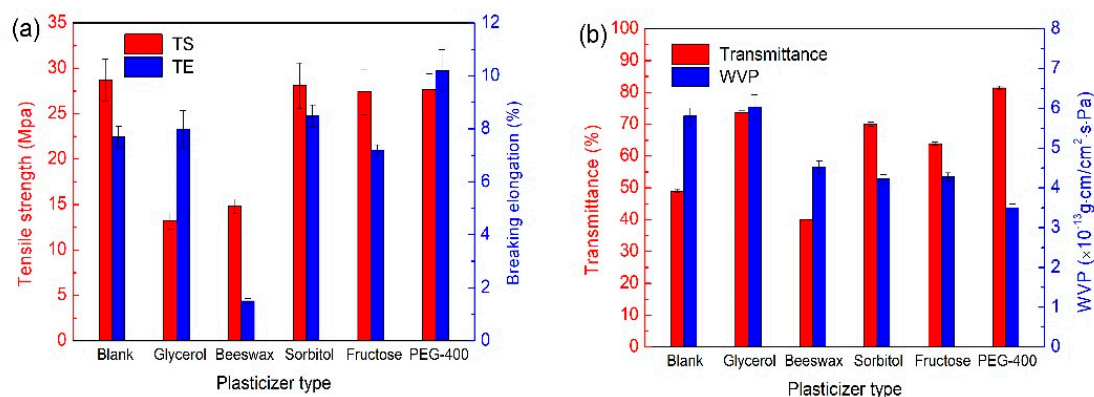 (a)
TS
TE
Tensile strength (Mpa)
35
30
25
20
15
10
5
0
12
10
8
6
4
2
0
Breaking elongation (%)
Blank Glycerol Beeswax Sorbitol Fructose PEG-400
Plasticizer type
(b)
Transmittance
WVP
Transmittance (%)
100
90
80
70
60
50
40
30
20
10
0
8
7
6
5
4
3
2
1
0
WVP (×10⁻¹³g·cm/cm²·s·Pa)
Blank Glycerol Beeswax Sorbitol Fructose PEG-400
Plasticizer type